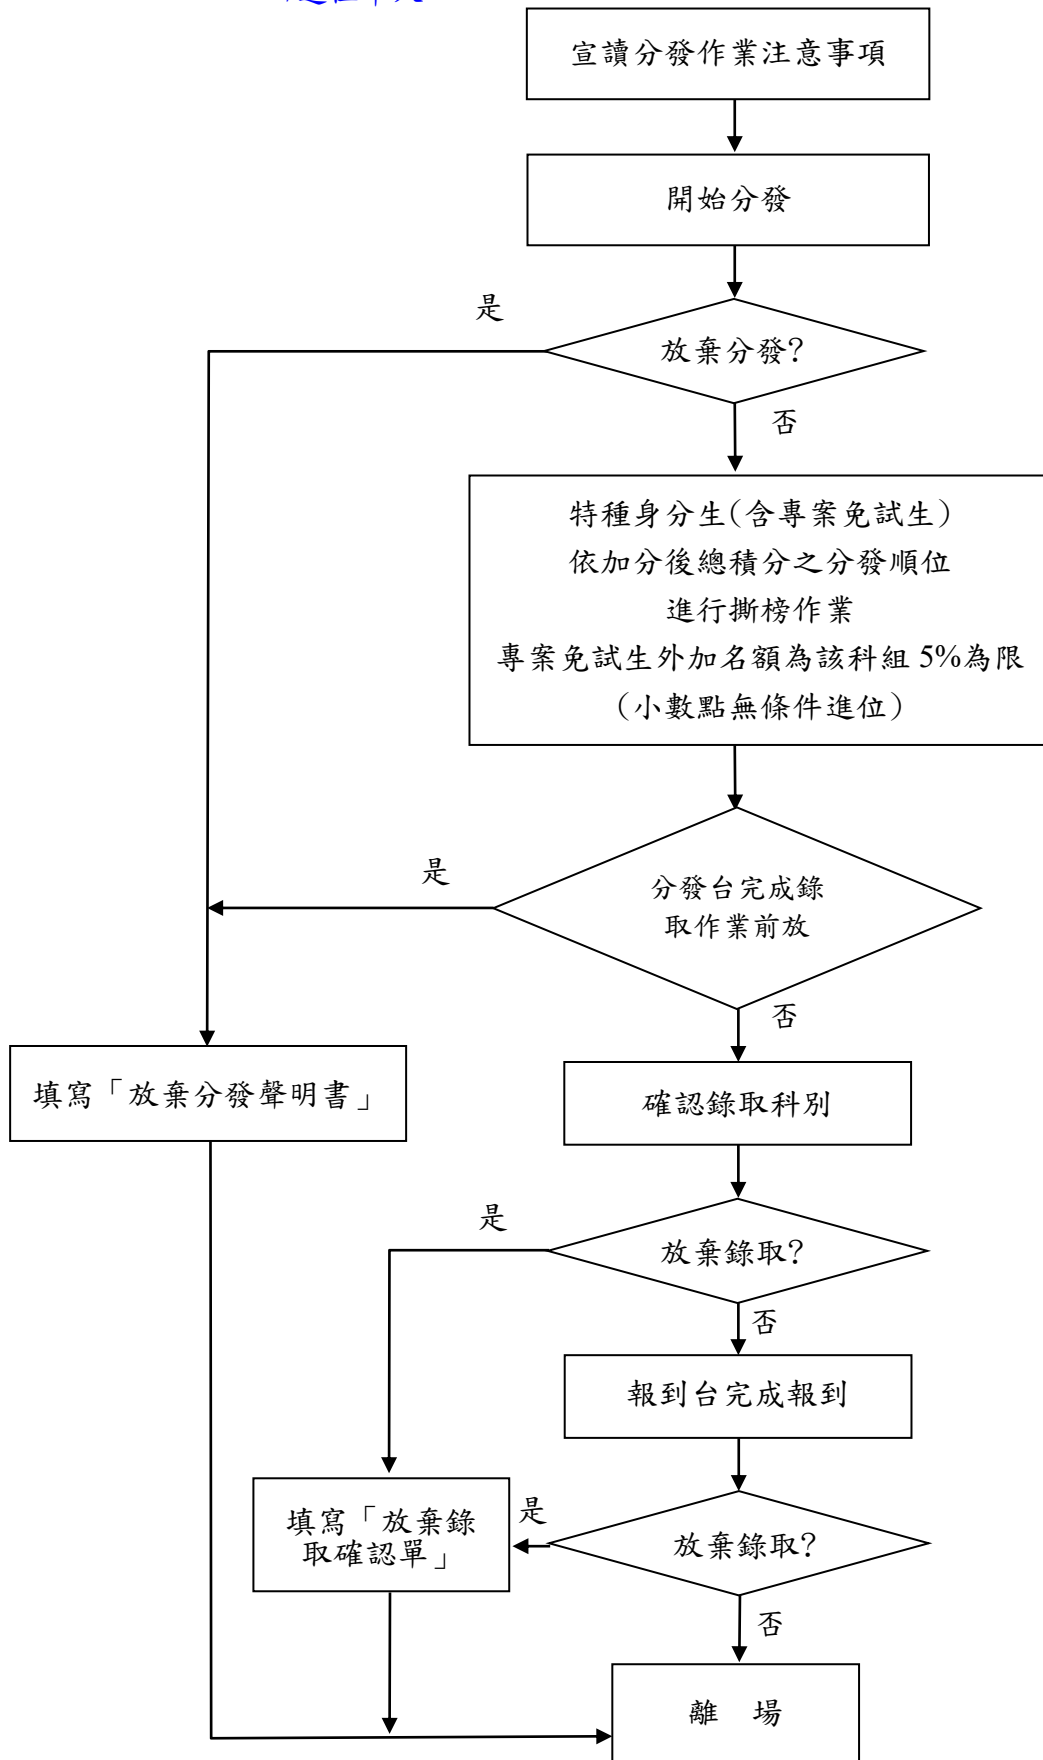 宣讀分發作業注意事項
開始分發
是
放棄分發？
否
特種身分生(含專案免試生)
依加分後總積分之分發順位
進行撕榜作業
專案免試生外加名額為該科組 5%為限
(小數點無條件進位)
是
分發台完成錄
取作業前放
否
填寫「放棄分發聲明書」
確認錄取科別
是
放棄錄取？
否
報到台完成報到
填寫「放棄錄
取確認單」
是
放棄錄取？
否
離 場